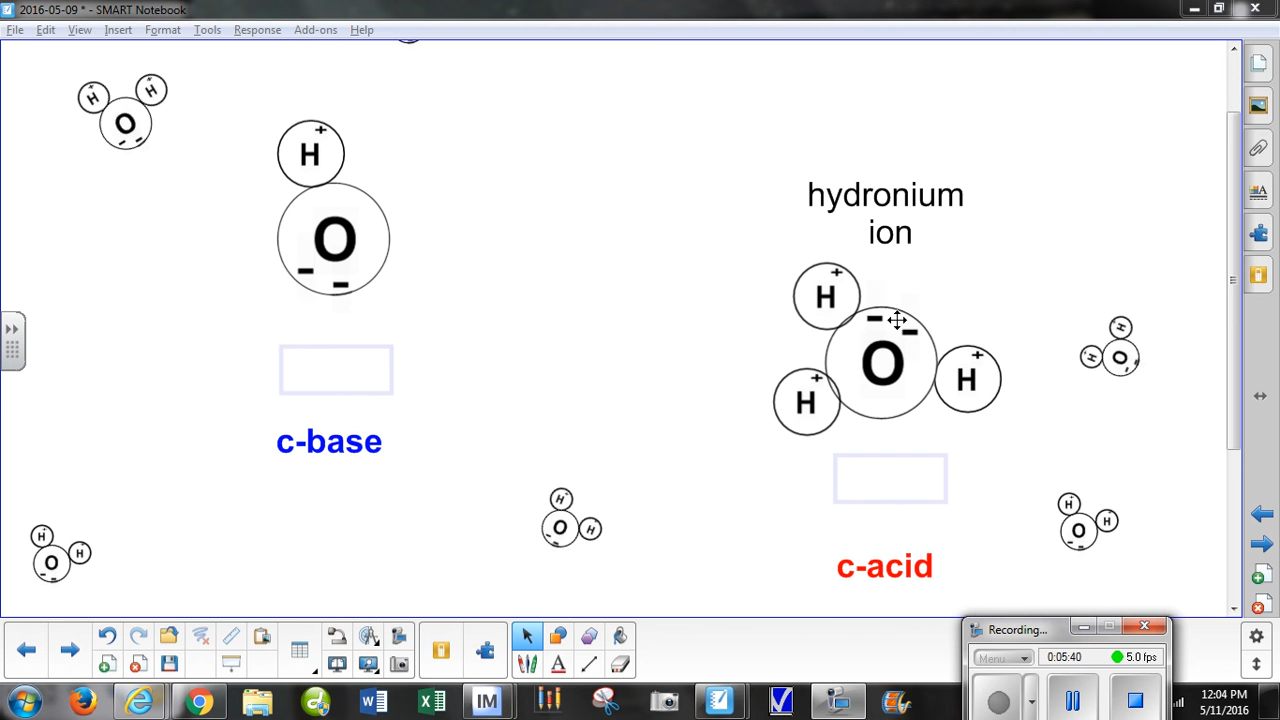 2016-05-09 * - SMART Notebook
File Edit View Insert Format Tools Response Add-ons Help
H + H +
O
- -
H +
O
- -
c-base
hydronium
ion
H +
- -
O
H +
H +
c-acid
H
H O
- -
H +
O H +
- -
H +
O H
- -
H +
H +
O
- -
Recording...
Menu 0:05:40 5.0 fps
W X IM
12:04 PM
5/11/2016